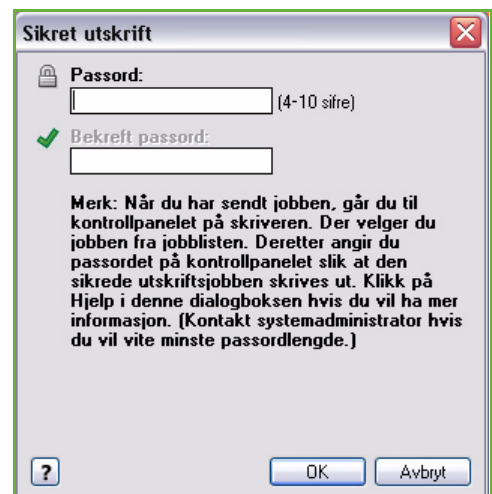 Sikret utskrift
Passord:
(4-10 sifre)
Bekreft passord:
Merk: Når du har sendt jobben, går du til
kontrollpanelet på skriveren. Der velger du
jobben fra jobblisten. Deretter angir du
passordet på kontrollpanelet slik at den
sikrede utskriftsjobben skrives ut. Klikk på
Hjelp i denne dialogboksen hvis du vil ha mer
informasjon. (Kontakt systemadministrator hvis
du vil vite minste passordlengde.)
? OK Avbryt